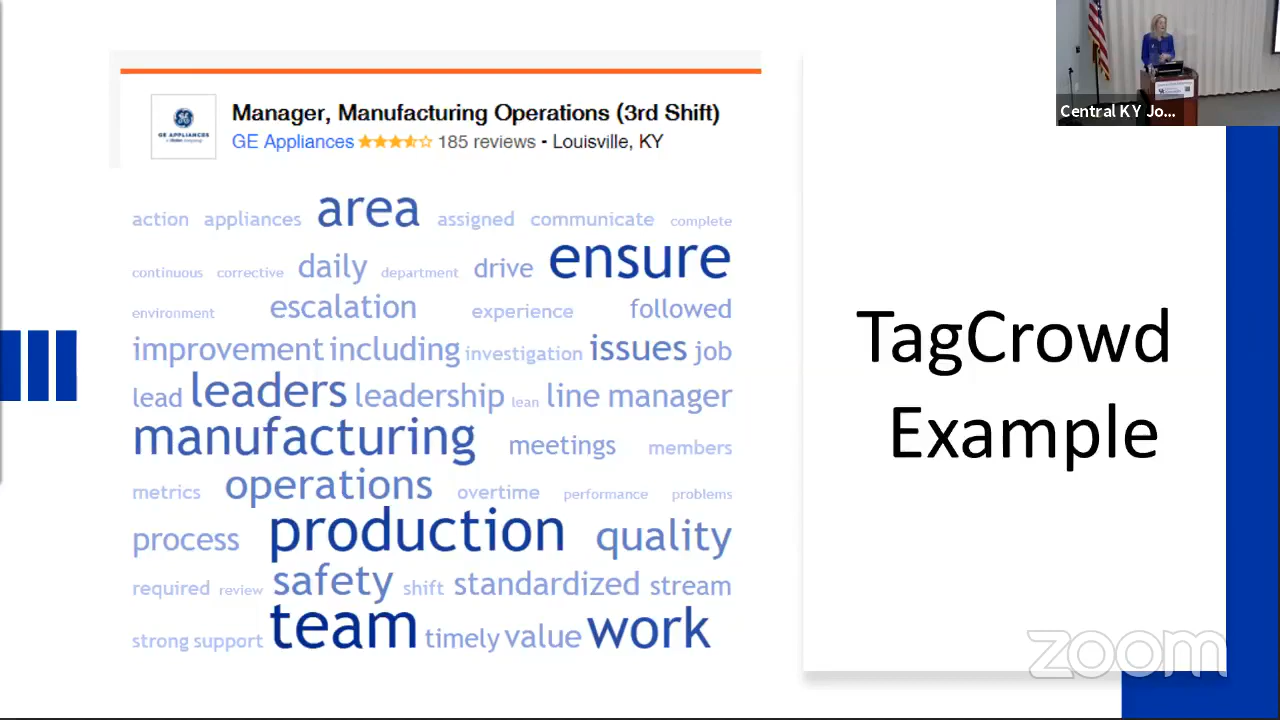 Central KY Jo...
Manager, Manufacturing Operations (3rd Shift)
GE APPLIANCES
GE Appliances 185 reviews - Louisville, KY
action appliances area assigned communicate complete
continuous corrective daily department drive ensure
environment escalation experience followed
improvement including investigation issues job
lead leaders leadership lean line manager
manufacturing meetings members
metrics operations overtime performance problems
process production quality
required review safety shift standardized stream
strong support team timely value work
TagCrowd
Example
zoom